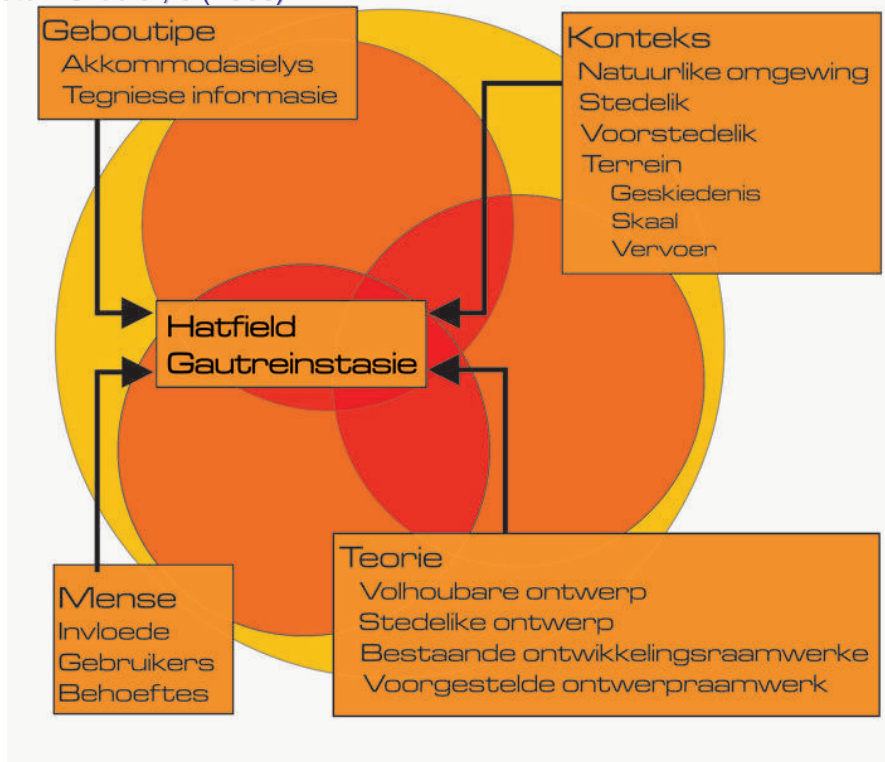 Geboutipe
Akkommodasielys
Tegniese informasie
Konteks
Natuurlike omgewing
Stedelik
Voorstedelik
Terrein
Geskiedenis
Skaal
Vervoer
Hatfield
Gautreinstasie
Mense
Invloede
Gebruikers
Behoeftes
Teorie
Volhoubare ontwerp
Stedelike ontwerp
Bestaande ontwikkelingsraamwerke
Voorgestelde ontwerpraamwerk